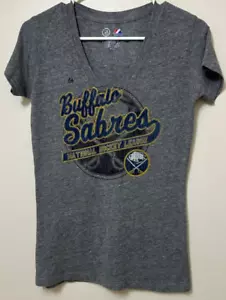 Buffalo
Sabres
NATIONAL HOCKEY LEAGUE